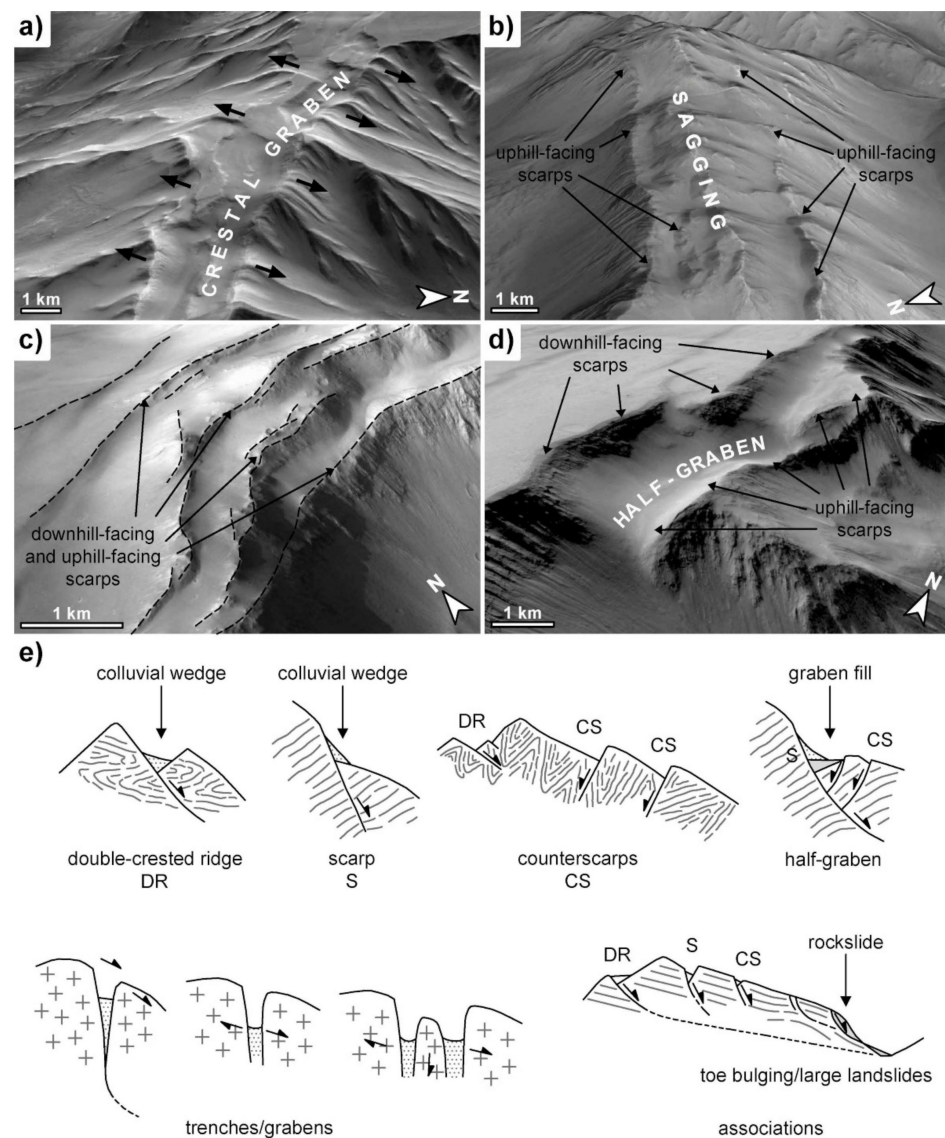 a)
CRESTAL GRABEN
1 km
N
b)
uphill-facing
scarps
SAGGING
uphill-facing
scarps
1 km
N
c)
downhill-facing
and uphill-facing
scarps
1 km
N
d)
downhill-facing
scarps
HALF-GRABEN
uphill-facing
scarps
1 km
N
e)
colluvial wedge
double-crested ridge
DR
colluvial wedge
scarp
S
DR
CS
CS
counterscarps
CS
graben fill
S
CS
half-graben
trenches/grabens
DR
S
CS
rockslide
toe bulging/large landslides
associations